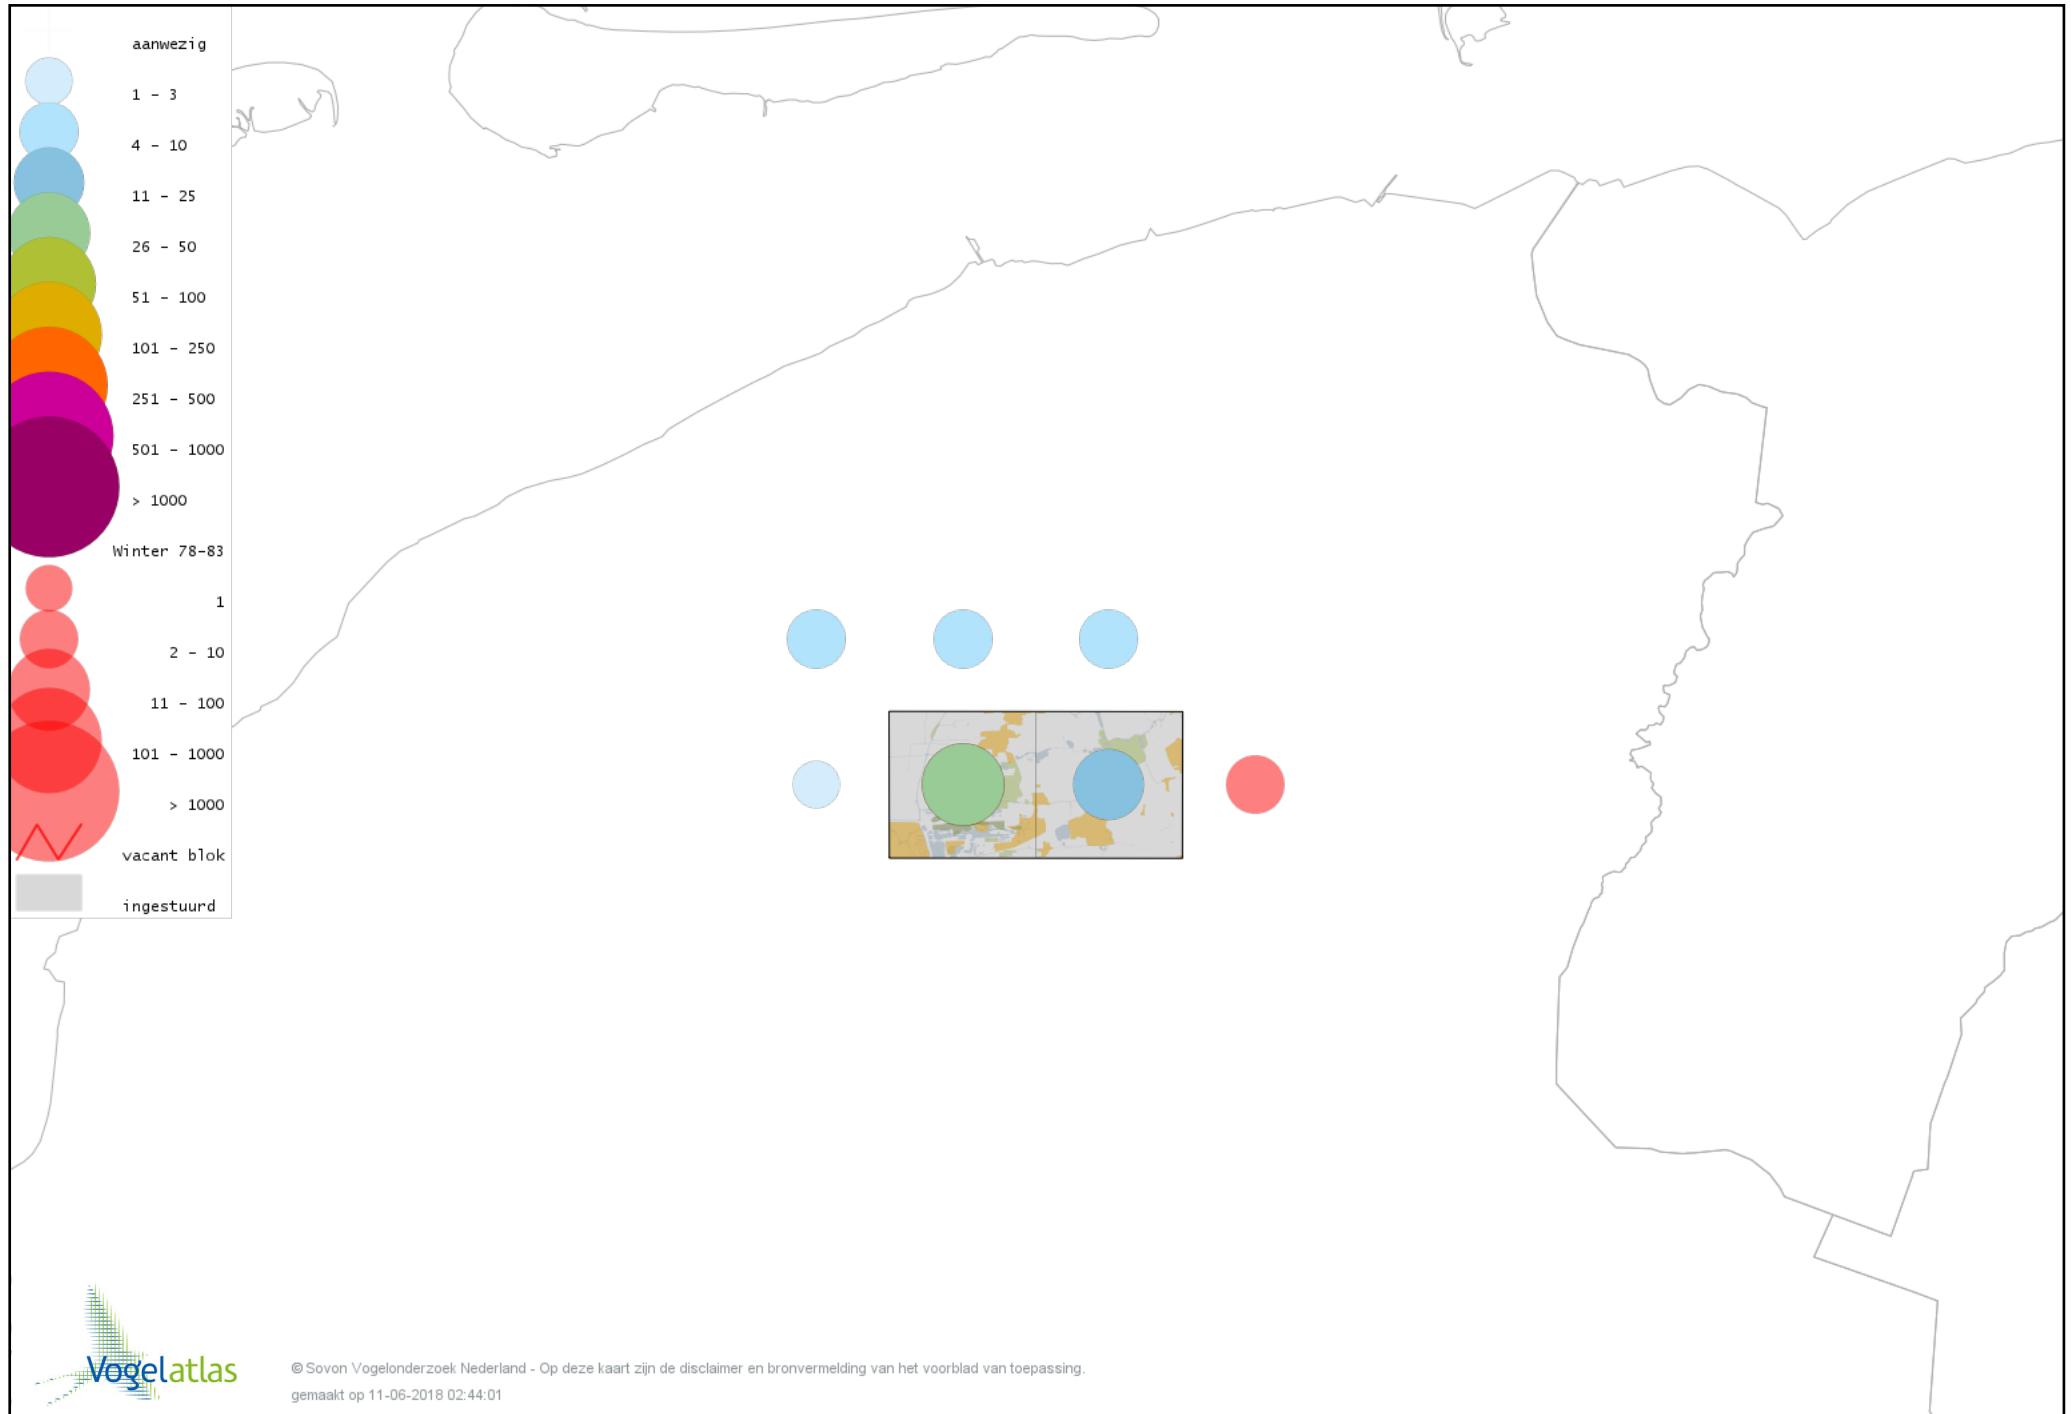 aanwezig
1 - 3
4 - 10
11 - 25
26 - 50
51 - 100
101 - 250
251 - 500
501 - 1000
> 1000
Winter 78-83
1
2 - 10
11 - 100
101 - 1000
> 1000
vacant blok
ingestuurd
Vogelatlas
© Sovon Vogelonderzoek Nederland - Op deze kaart zijn de disclaimer en bronvermelding van het voorblad van toepassing.
gemaakt op 11-06-2018 02:44:01